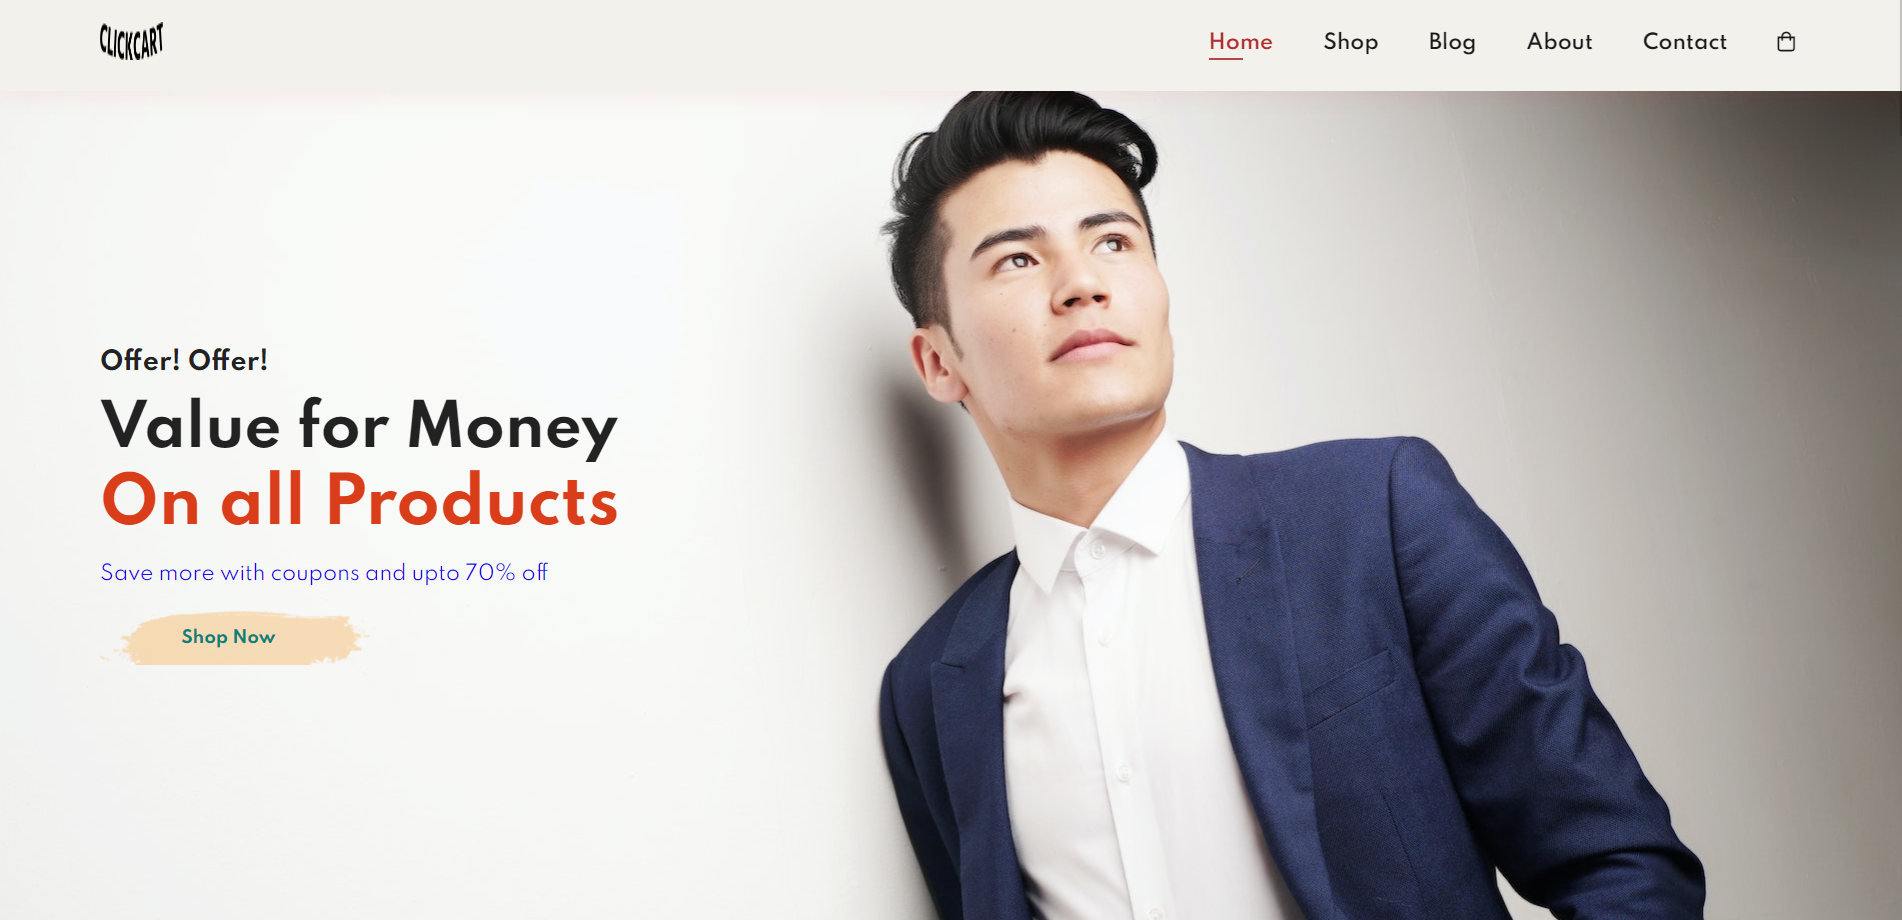 CLICKCART
Home Shop Blog About Contact
Offer! Offer!
Value for Money
On all Products
Save more with coupons and upto 70% off
Shop Now